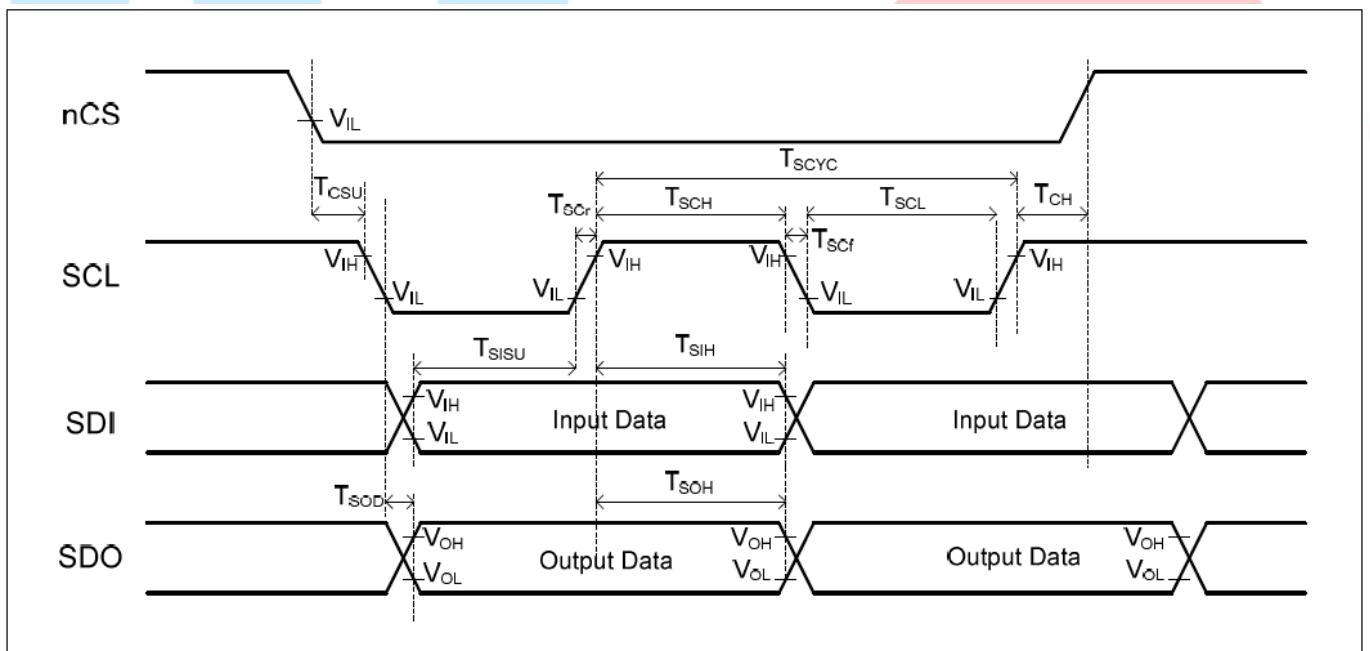 nCS
VIL
TSCYC
TCSU
TSCr
TSCH
TSCL
TCH
TSCf
SCL
VIH
VIL
VIL
VIH
VIH
VIL
VIL
VIH
TSISU
TSIH
SDI
VIH
VIL
Input Data
VIH
VIL
Input Data
TSOD
TSOH
SDO
VOH
VOL
Output Data
VOH
VOL
Output Data
VOH
VOL